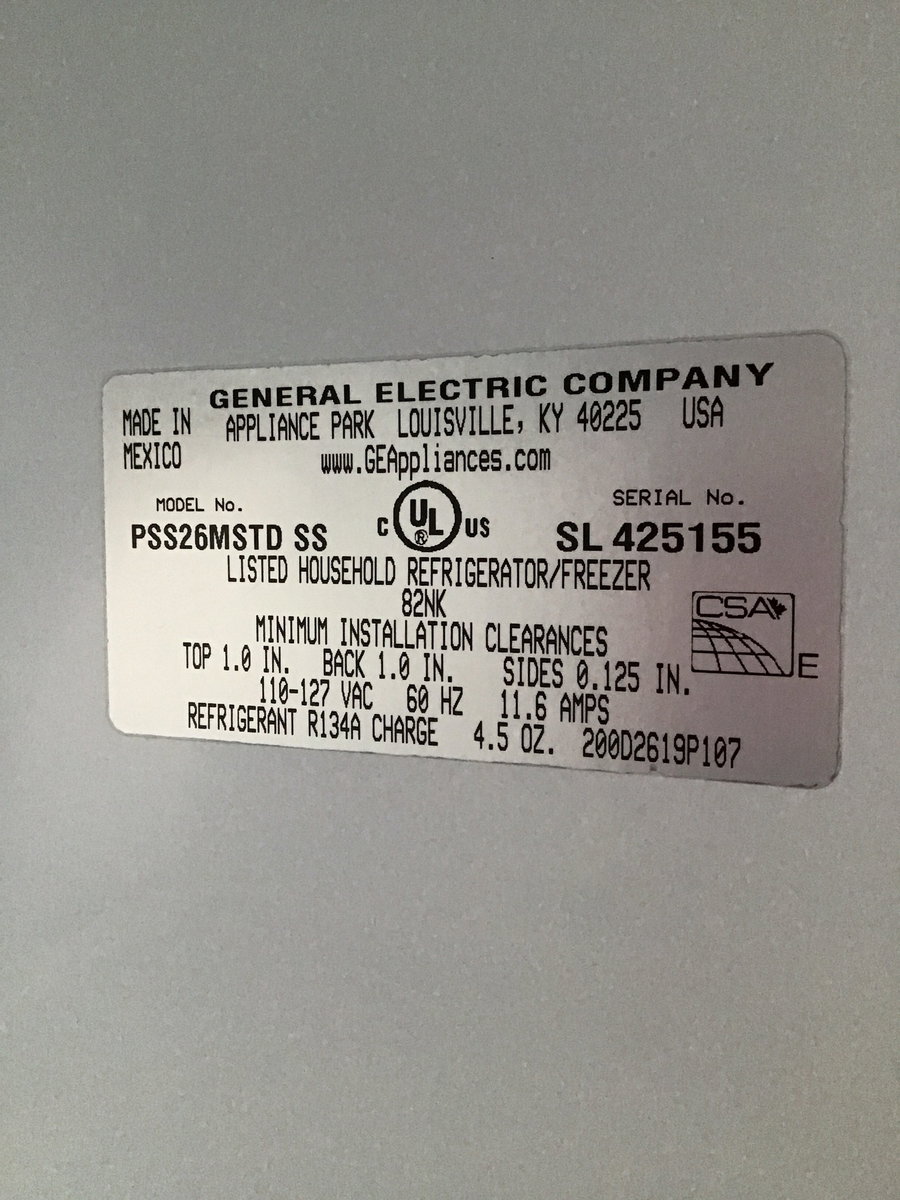 GENERAL ELECTRIC COMPANY
MADE IN APPLIANCE PARK LOUISVILLE, KY 40225 USA
MEXICO www.GEAppliances.com
MODEL No. SERIAL No.
PSS26MSTD SS C UL ® US SL 425155
LISTED HOUSEHOLD REFRIGERATOR/FREEZER
82NK
CSA
MINIMUM INSTALLATION CLEARANCES
TOP 1.0 IN. BACK 1.0 IN. SIDES 0.125 IN. E
110-127 VAC 60 HZ 11.6 AMPS
REFRIGERANT R134A CHARGE 4.5 OZ. 200D2619P107